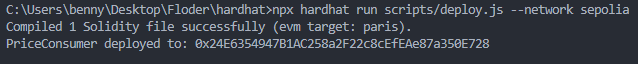 C:\Users\benny\Desktop\Floder\hardhat>npx hardhat run scripts/deploy.js --network sepolia
Compiled 1 Solidity file successfully (evm target: paris).
PriceConsumer deployed to: 0x24E6354947B1AC258a2F22c8cEfEAe87a350E728